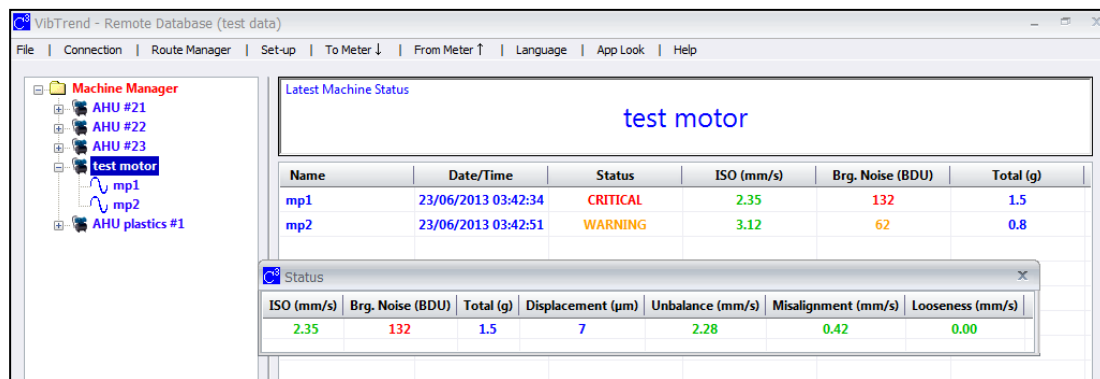 C³ VibTrend - Remote Database (test data)
File | Connection | Route Manager | Set-up | To Meter ↓ | From Meter ↑ | Language | App Look | Help
Machine Manager
AHU #21
AHU #22
AHU #23
test motor
mp1
mp2
AHU plastics #1
Latest Machine Status
test motor
Name Date/Time Status ISO (mm/s) Brg. Noise (BDU) Total (g)
mp1 23/06/2013 03:42:34 CRITICAL 2.35 132 1.5
mp2 23/06/2013 03:42:51 WARNING 3.12 62 0.8
C³ Status
ISO (mm/s) Brg. Noise (BDU) Total (g) Displacement (µm) Unbalance (mm/s) Misalignment (mm/s) Looseness (mm/s)
2.35 132 1.5 7 2.28 0.42 0.00